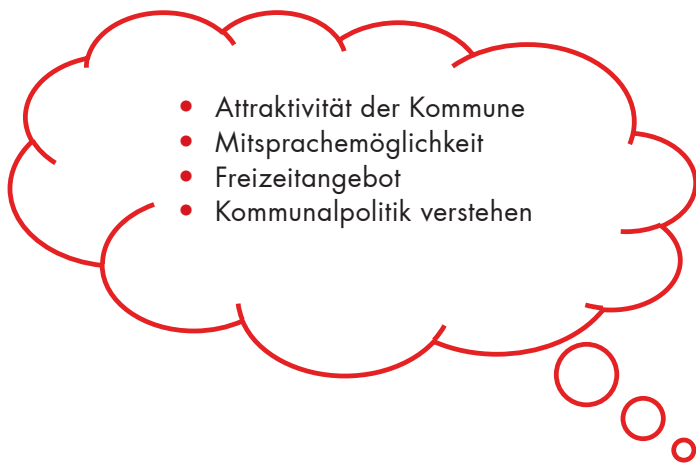 • Attraktivität der Kommune
• Mitsprachemöglichkeit
• Freizeitangebot
• Kommunalpolitik verstehen